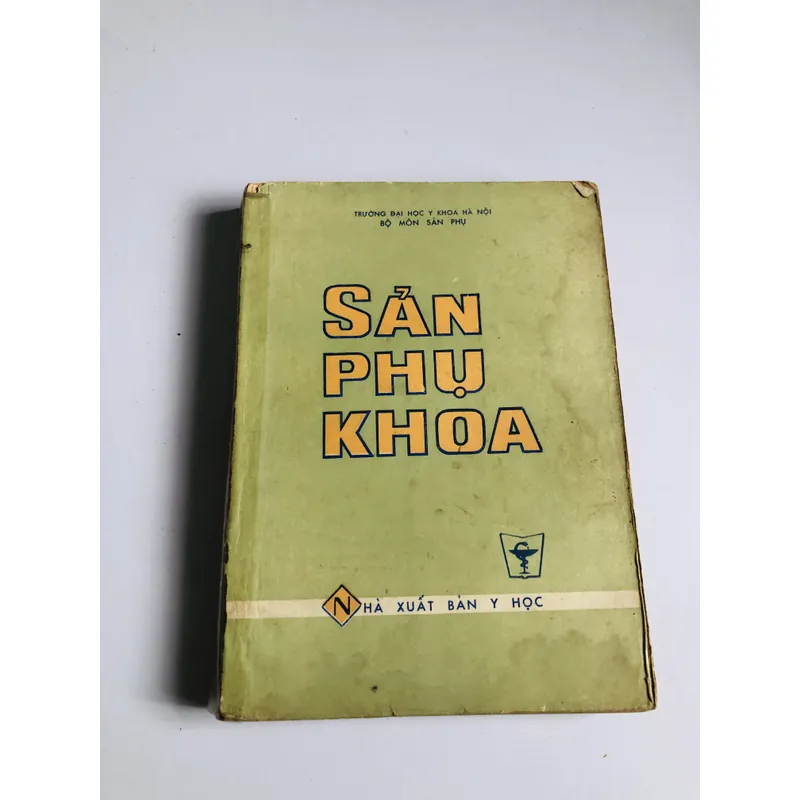 TRƯỜNG ĐẠI HỌC Y KHOA HÀ NỘI
BỘ MÔN SẢN PHỤ
SẢN
PHỤ
KHOA
NHÀ XUẤT BẢN Y HỌC